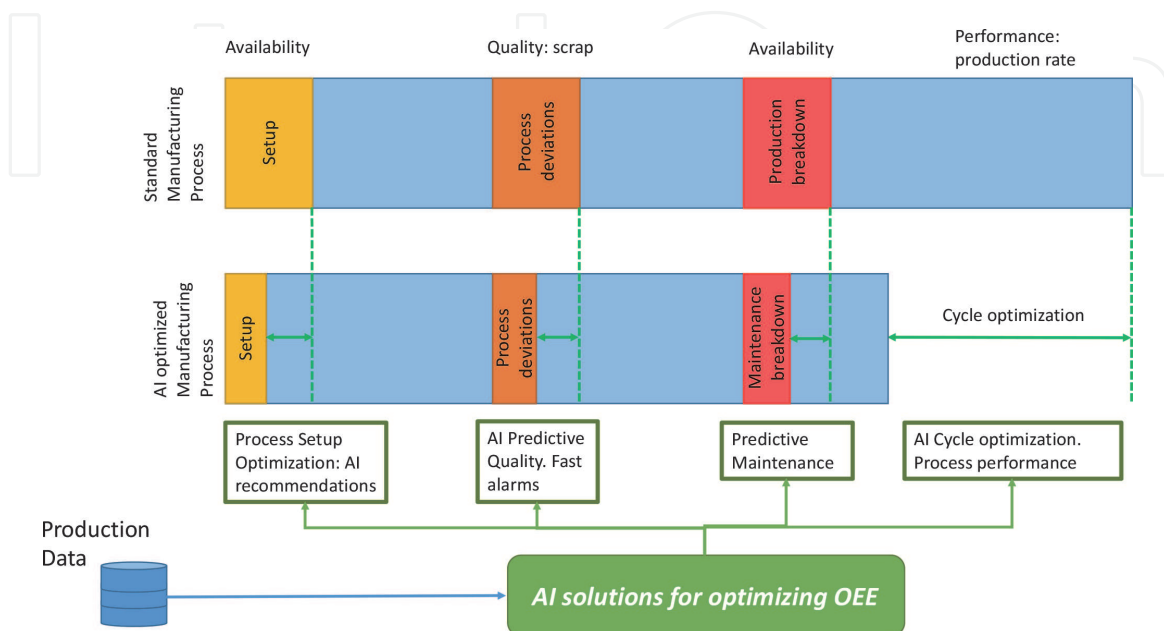 Availability
Quality: scrap
Availability
Performance:
production rate
Standard
Manufacturing
Process
Setup
Process
deviations
Production
breakdown
AI optimized
Manufacturing
Process
Setup
Process
deviations
Maintenance
breakdown
Cycle optimization
Process Setup
Optimization: AI
recommendations
AI Predictive
Quality. Fast
alarms
Predictive
Maintenance
AI Cycle optimization.
Process performance
Production
Data
AI solutions for optimizing OEE